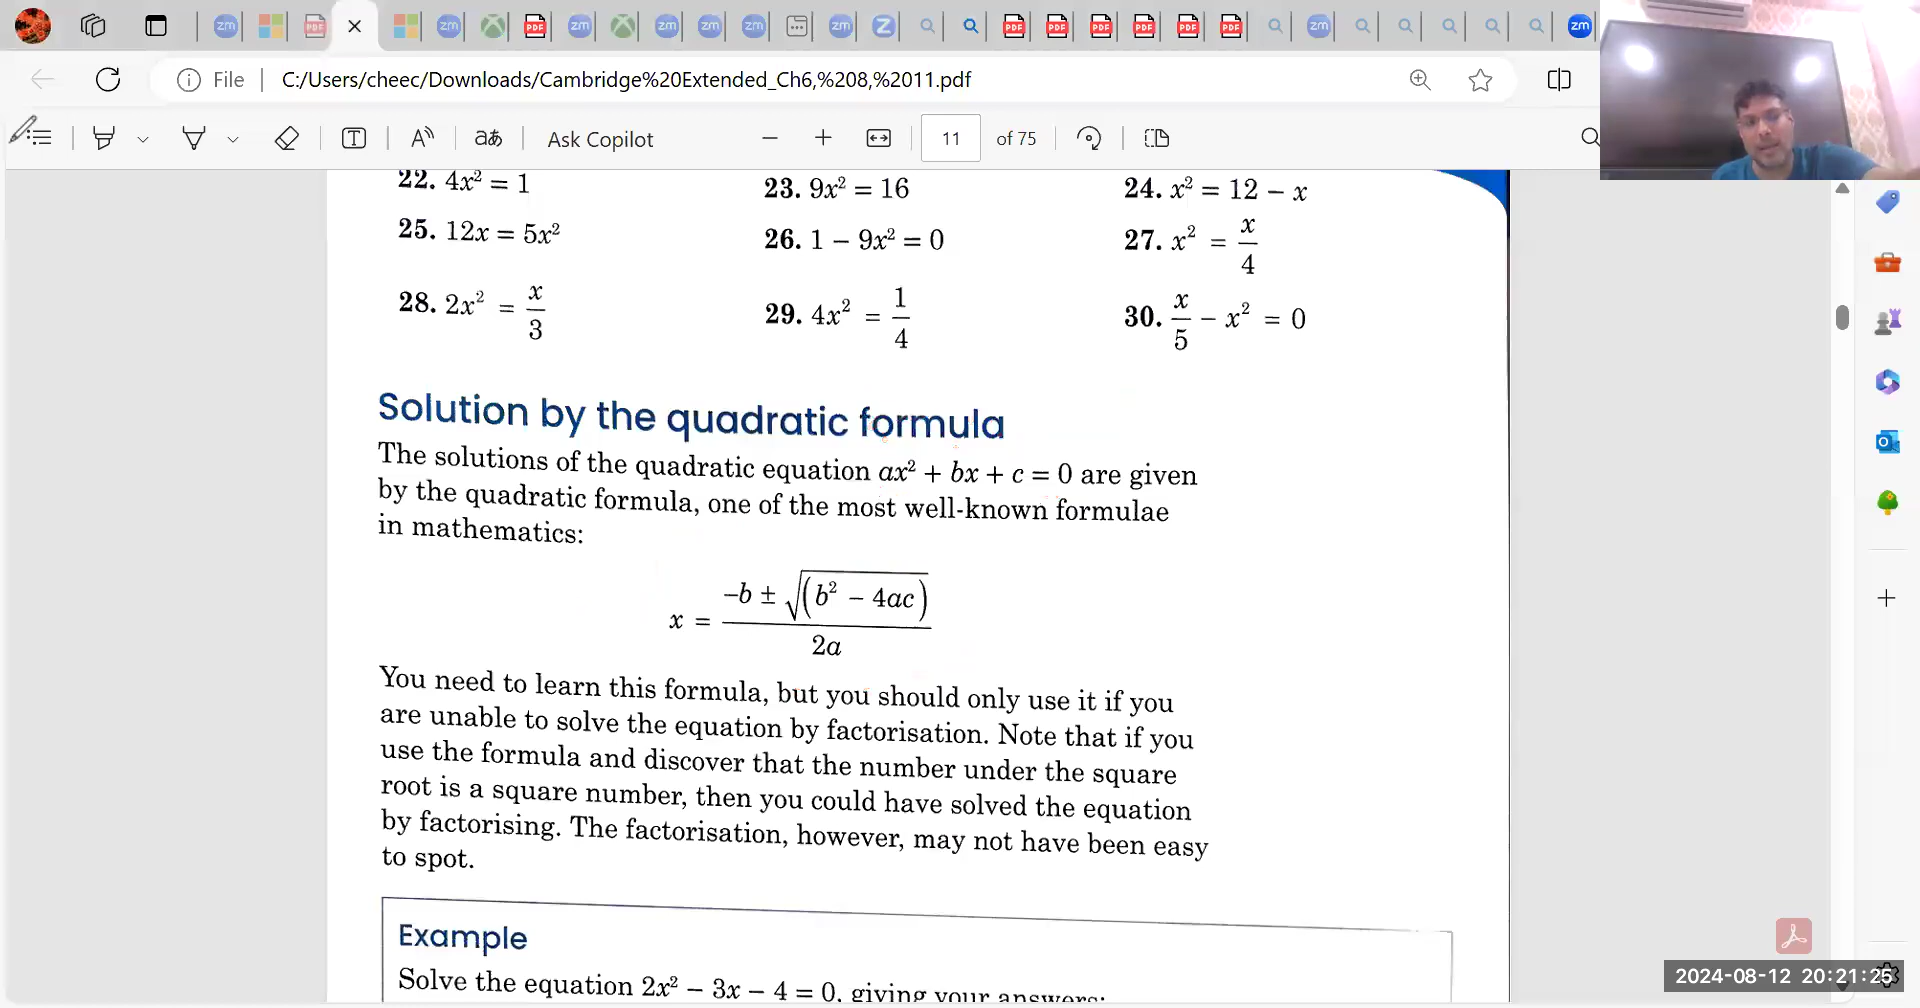 File
C:/Users/cheec/Downloads/Cambridge%20Extended_Ch6,%208,%2011.pdf
Ask Copilot
11 of 75
22. 4x² = 1
23. 9x² = 16
24. x² = 12 − x
25. 12x = 5x²
26. 1 − 9x² = 0
27. x² = x/4
28. 2x² = x/3
29. 4x² = 1/4
30. x/5 − x² = 0
Solution by the quadratic formula
The solutions of the quadratic equation ax² + bx + c = 0 are given
by the quadratic formula, one of the most well-known formulae
in mathematics:
x = −b ± √(b² − 4ac) / 2a
You need to learn this formula, but you should only use it if you
are unable to solve the equation by factorisation. Note that if you
use the formula and discover that the number under the square
root is a square number, then you could have solved the equation
by factorising. The factorisation, however, may not have been easy
to spot.
Example
Solve the equation 2x² − 3x − 4 = 0, giving your answers:
2024-08-12 20:21:25